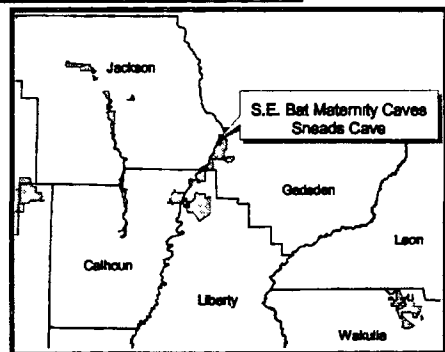 Jackson
S.E. Bat Maternity Caves
Sneads Cave
Gadsden
Leon
Calhoun
Liberty
Wakulla